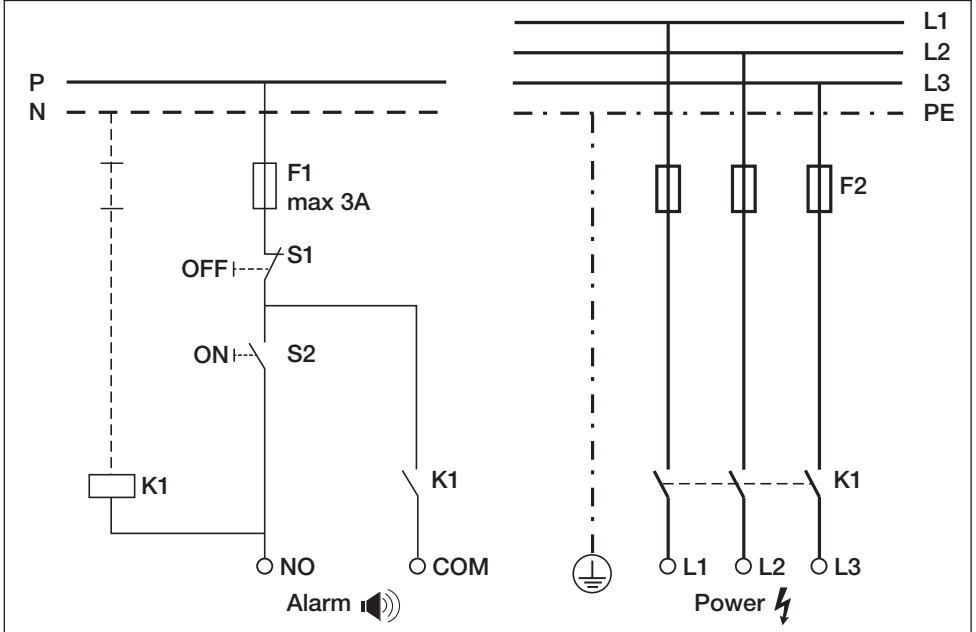 P
N
F1
max 3A
OFF
S1
ON
S2
K1
K1
NO
COM
Alarm
L1
L2
L3
PE
F2
K1
L1
L2
L3
Power